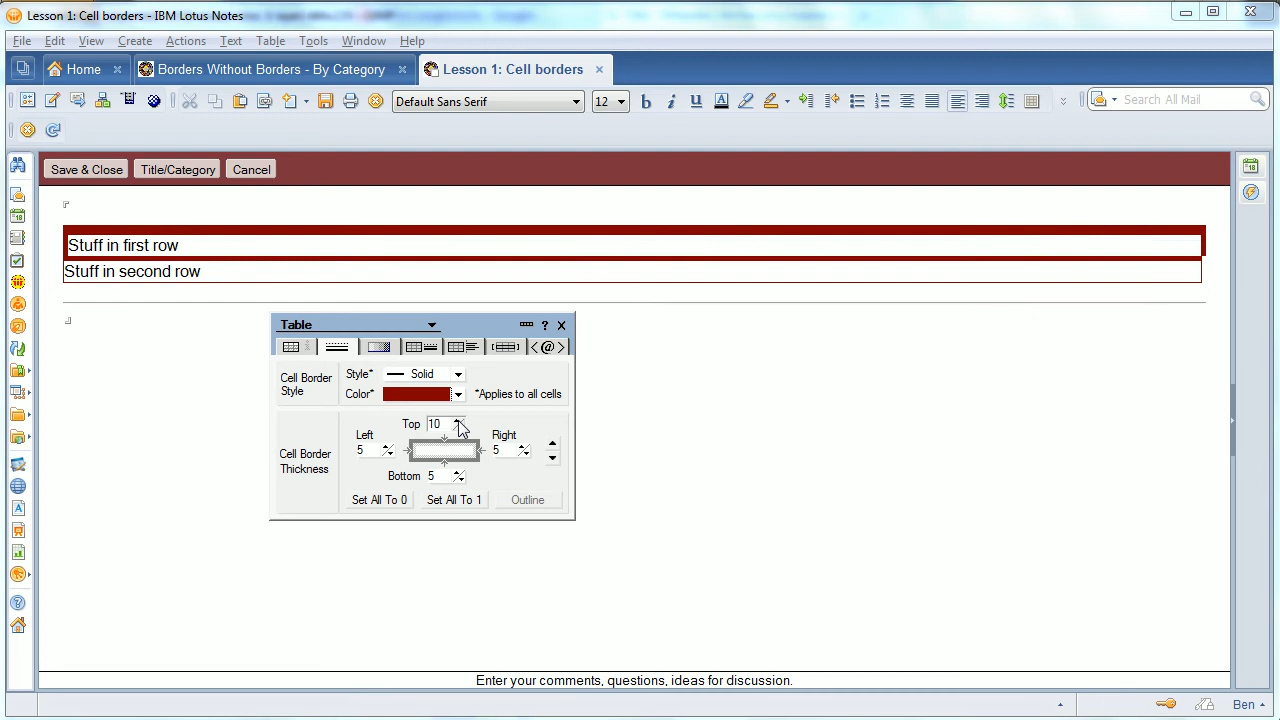 Lesson 1: Cell borders - IBM Lotus Notes
File Edit View Create Actions Text Table Tools Window Help
Home Borders Without Borders - By Category Lesson 1: Cell borders
Default Sans Serif 12 b i u A Search All Mail
Save & Close Title/Category Cancel
Stuff in first row
Stuff in second row
Table ? X
<@>
Cell Border Style
Style* Solid
Color* *Applies to all cells
Cell Border Thickness
Top 10
Left Right
5 5
Bottom 5
Set All To 0 Set All To 1 Outline
Enter your comments, questions, ideas for discussion.
Ben